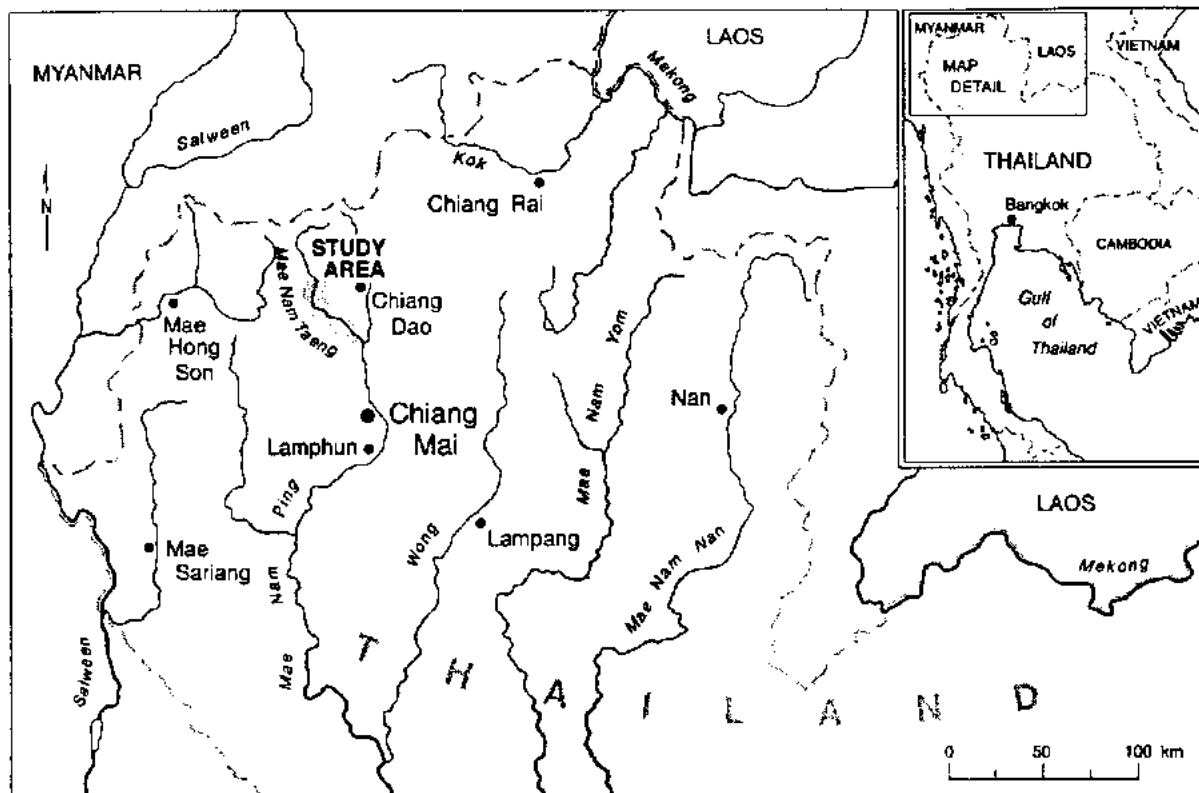 MYANMAR
Salween
N
LAOS
Mekong
Kok
Chiang Rai
STUDY
AREA
Chiang
Dao
Mae Nam Taeng
Mae
Hong
Son
Chiang
Mai
Lamphun
Mae
Sariang
Mae Nam Ping
Salween
Wong
Lampang
Mae Nam Yom
Nan
Mae Nam Nan
THAILAND
LAOS
Mekong
0 50 100 km
MYANMAR
LAOS
VIETNAM
MAP
DETAIL
THAILAND
Bangkok
CAMBODIA
Gulf
of
Thailand
VIETNAM